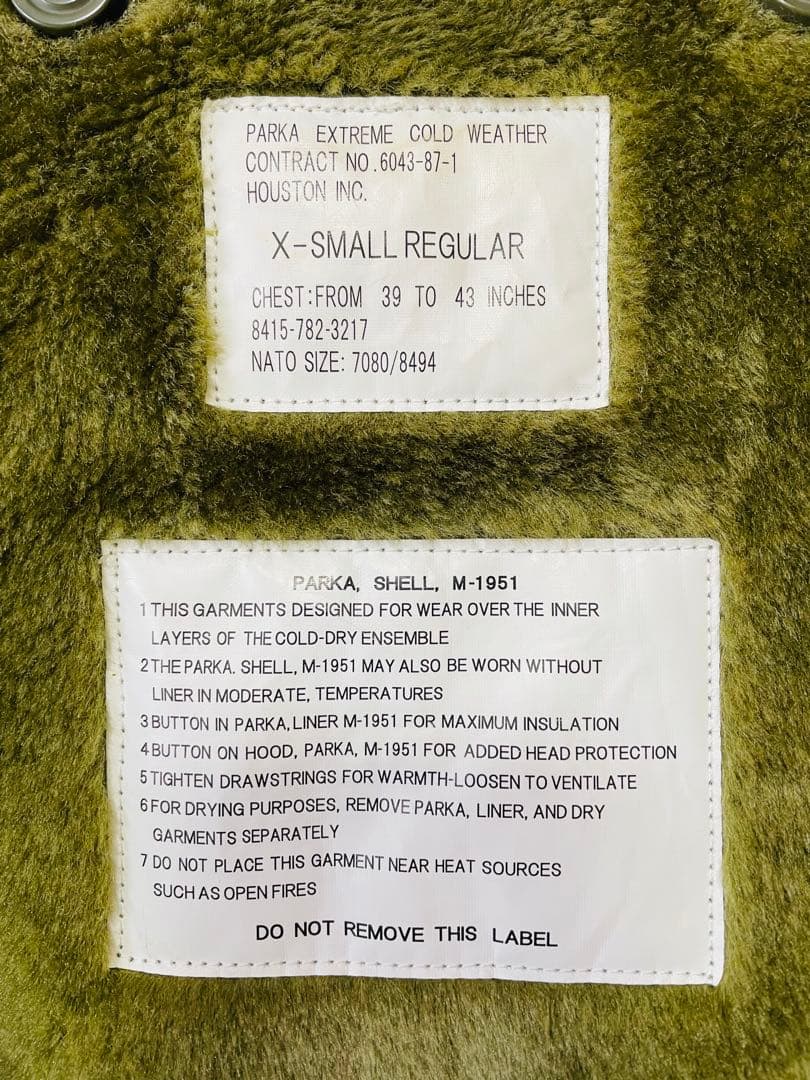 PARKA EXTREME COLD WEATHER
CONTRACT NO.6043-87-1
HOUSTON INC.
X-SMALL REGULAR
CHEST:FROM 39 TO 43 INCHES
8415-782-3217
NATO SIZE: 7080/8494
PARKA, SHELL, M-1951
1 THIS GARMENTS DESIGNED FOR WEAR OVER THE INNER
LAYERS OF THE COLD-DRY ENSEMBLE
2 THE PARKA. SHELL, M-1951 MAY ALSO BE WORN WITHOUT
LINER IN MODERATE, TEMPERATURES
3 BUTTON IN PARKA, LINER M-1951 FOR MAXIMUM INSULATION
4 BUTTON ON HOOD, PARKA, M-1951 FOR ADDED HEAD PROTECTION
5 TIGHTEN DRAWSTRINGS FOR WARMTH-LOOSEN TO VENTILATE
6 FOR DRYING PURPOSES, REMOVE PARKA, LINER, AND DRY
GARMENTS SEPARATELY
7 DO NOT PLACE THIS GARMENT NEAR HEAT SOURCES
SUCH AS OPEN FIRES
DO NOT REMOVE THIS LABEL